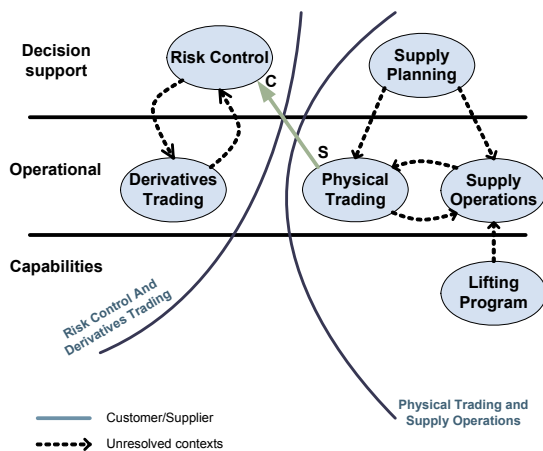 Decision
support
Risk Control
Supply
Planning
C
S
Operational
Derivatives
Trading
Physical
Trading
Supply
Operations
Capabilities
Lifting
Program
Risk Control And
Derivatives Trading
Physical Trading and
Supply Operations
Customer/Supplier
Unresolved contexts